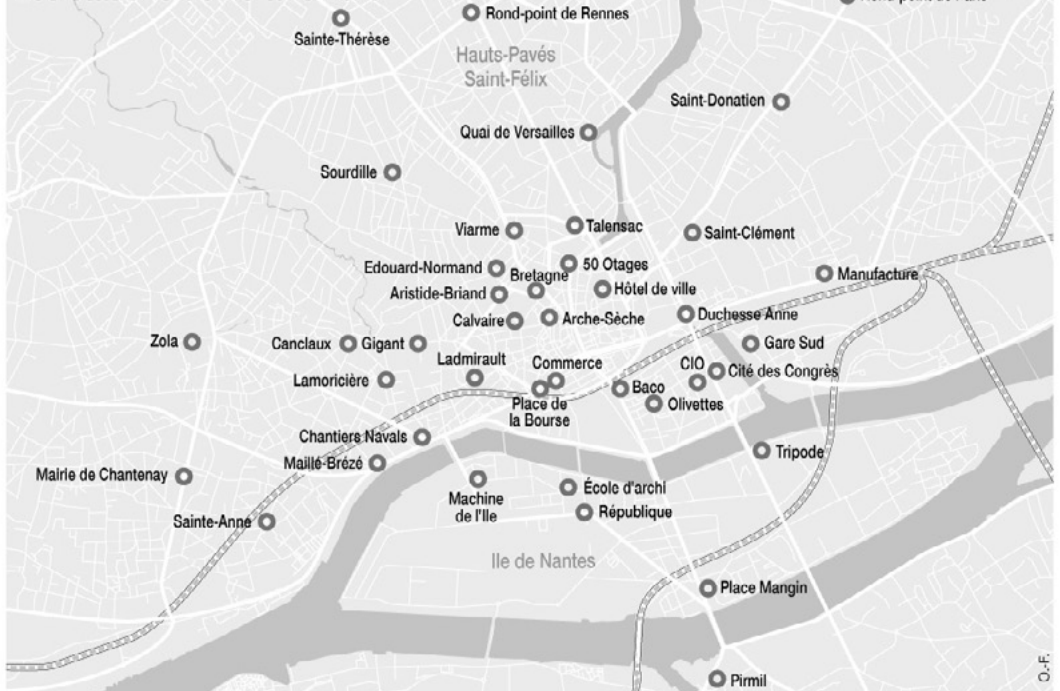 Rond-point de Rennes
Sainte-Thérèse
Hauts-Pavés
Saint-Félix
Saint-Donatien
Quai de Versailles
Sourdille
Viarme
Talensac
Saint-Clément
Edouard-Normand
50 Otages
Bretagne
Manufacture
Aristide-Briand
Hôtel de ville
Calvaire
Arche-Sèche
Duchesse Anne
Zola
Canclaux
Gigant
Gare Sud
Ladmirault
Commerce
CIO
Cité des Congrès
Lamoricière
Baco
Place de
la Bourse
Olivettes
Chantiers Navals
Maillé-Brézé
Tripode
Mairie de Chantenay
Machine
de l'Ile
École d'archi
République
Sainte-Anne
Ile de Nantes
Place Mangin
Pirmil
O.-F.